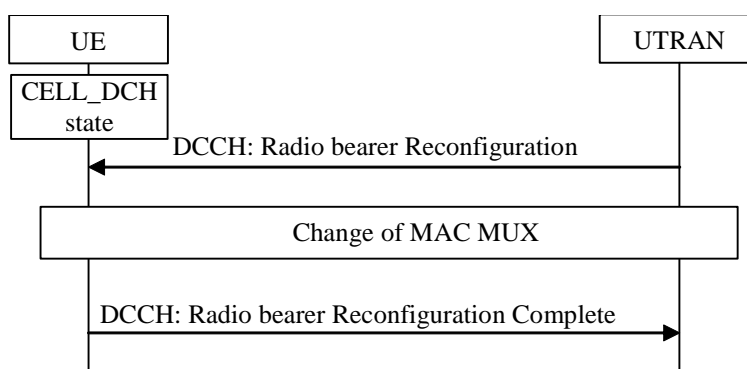 UE
UTRAN
CELL_DCH
state
DCCH: Radio bearer Reconfiguration
Change of MAC MUX
DCCH: Radio bearer Reconfiguration Complete